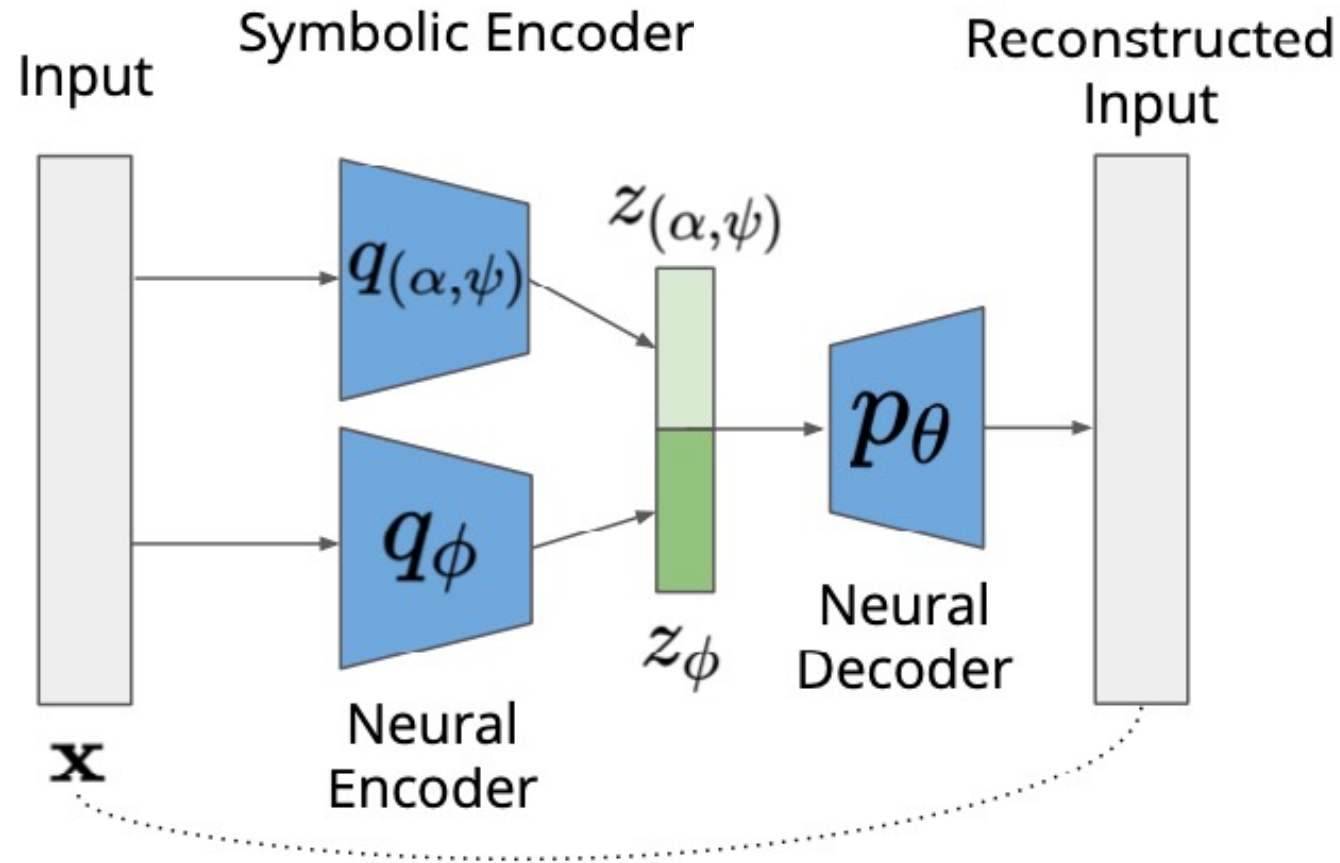 Symbolic Encoder
Input
Reconstructed
Input
z(α,ψ)
q(α,ψ)
pθ
qϕ
zϕ
Neural
Decoder
Neural
Encoder
x